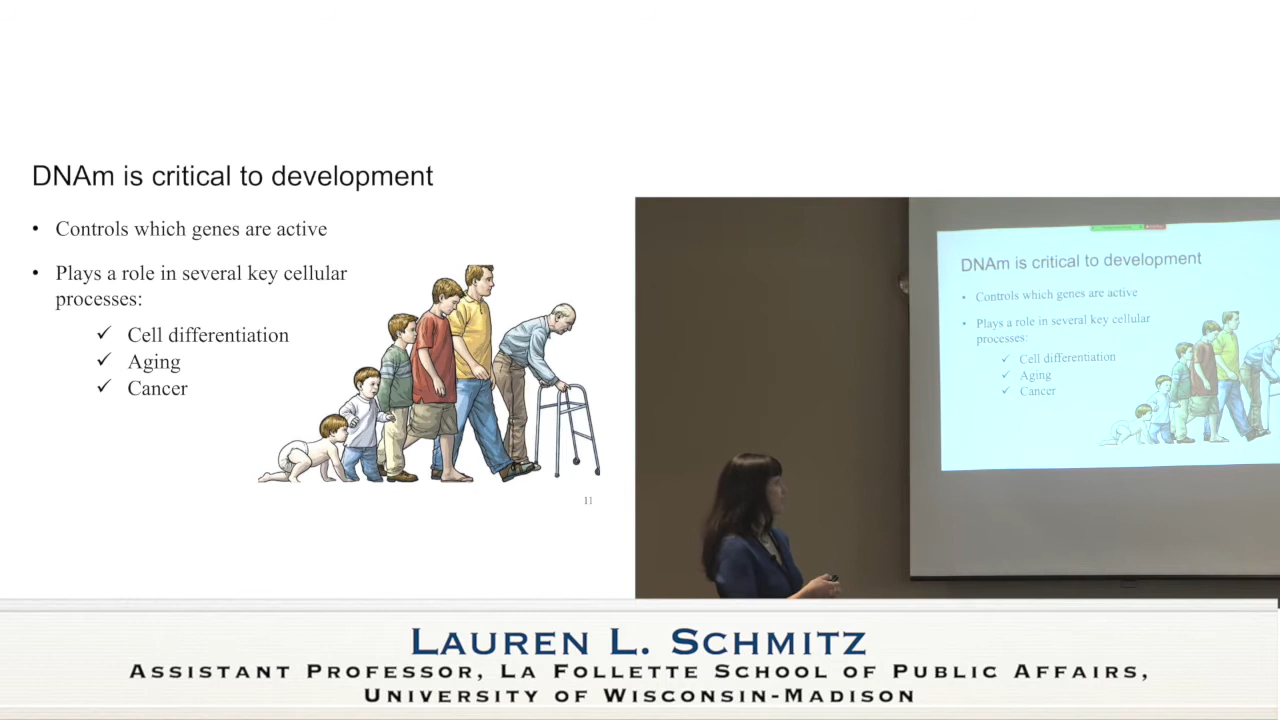 DNAm is critical to development
• Controls which genes are active
• Plays a role in several key cellular
processes:
✓ Cell differentiation
✓ Aging
✓ Cancer
11
DNAm is critical to development
• Controls which genes are active
• Plays a role in several key cellular
processes:
✓ Cell differentiation
✓ Aging
✓ Cancer
Lauren L. Schmitz
Assistant Professor, La Follette School of Public Affairs,
University of Wisconsin-Madison